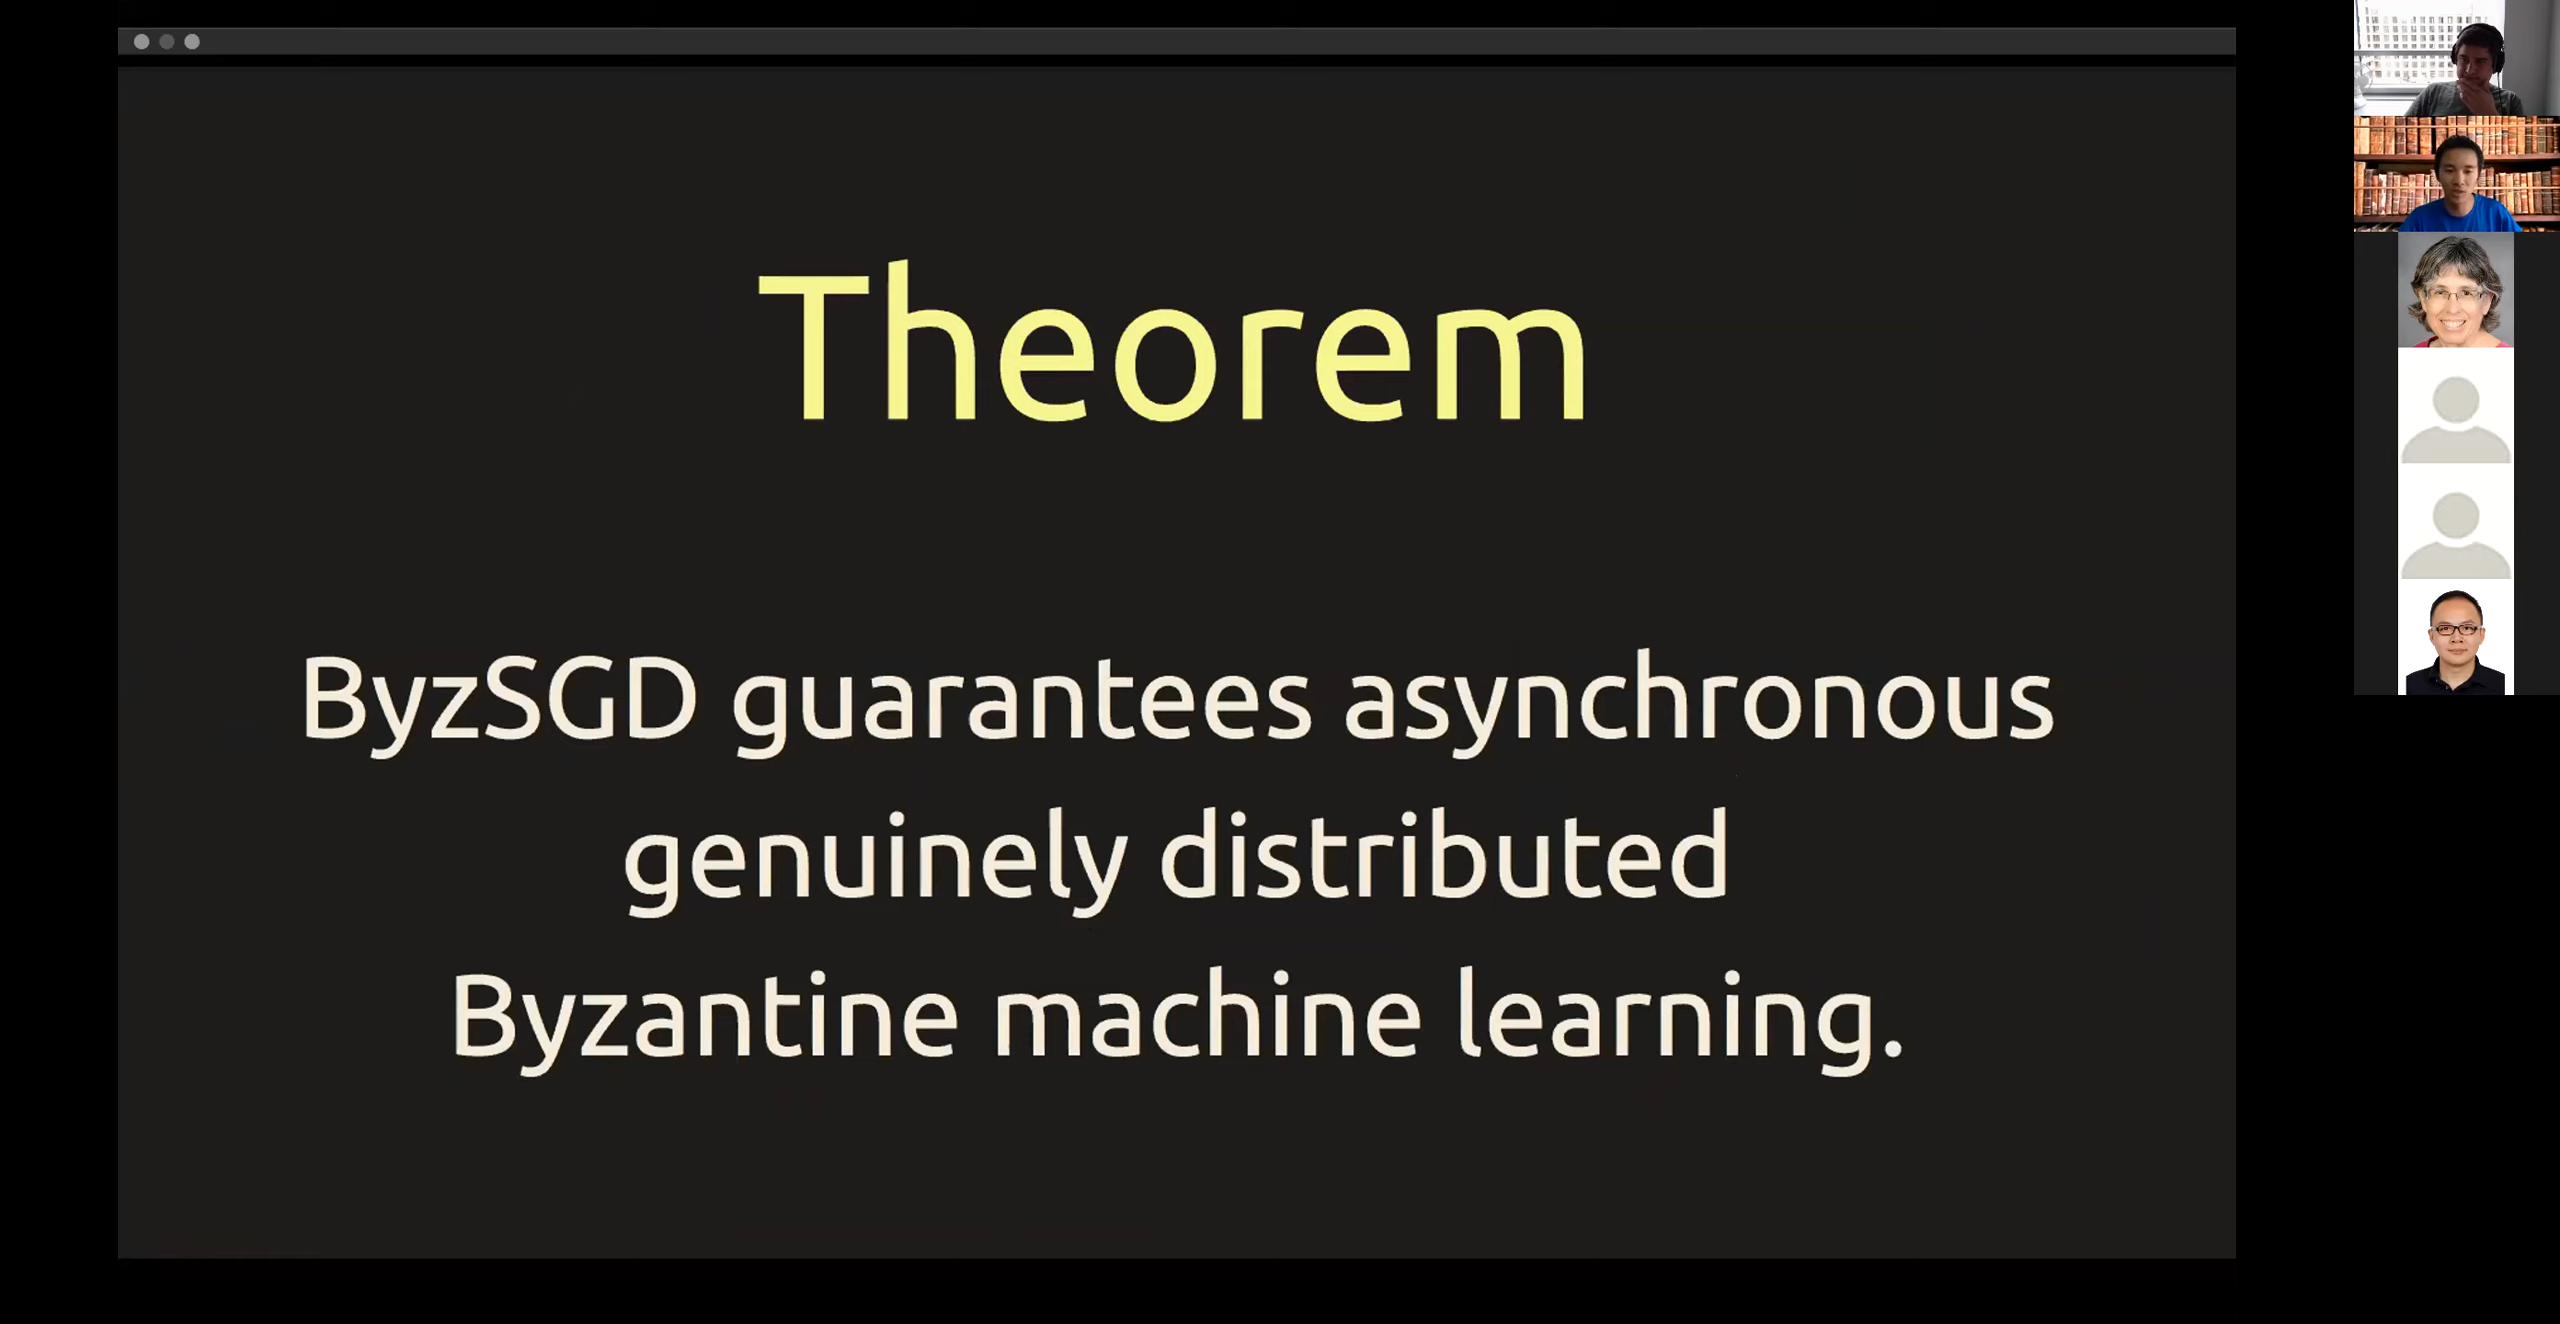 Theorem
ByzSGD guarantees asynchronous
genuinely distributed
Byzantine machine learning.